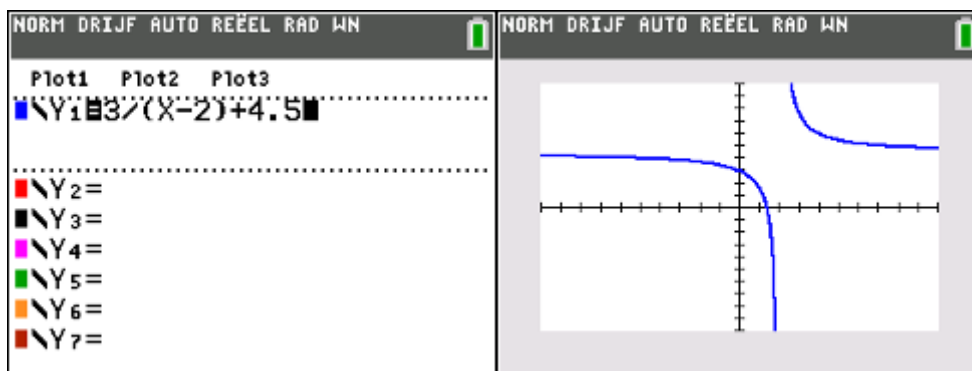 NORM DRIJF AUTO REËEL RAD WN
Plot1 Plot2 Plot3
\Y1=3/(X-2)+4.5
\Y2=
\Y3=
\Y4=
\Y5=
\Y6=
\Y7=
NORM DRIJF AUTO REËEL RAD WN